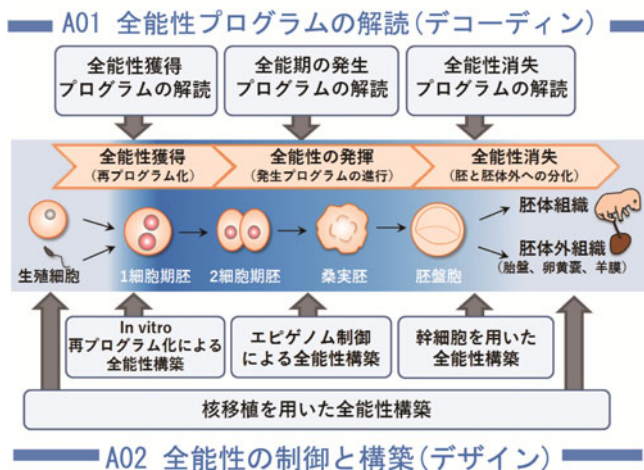 A01 全能性プログラムの解読(デコーディン)
全能性獲得
プログラムの解読
全能期の発生
プログラムの解読
全能性消失
プログラムの解読
全能性獲得
(再プログラム化)
全能性の発揮
(発生プログラムの進行)
全能性消失
(胚と胚体外への分化)
生殖細胞
1細胞期胚
2細胞期胚
桑実胚
胚盤胞
胚体組織
胚体外組織
(胎盤、卵黄嚢、羊膜)
In vitro
再プログラム化による
全能性構築
エピゲノム制御
による全能性構築
幹細胞を用いた
全能性構築
核移植を用いた全能性構築
A02 全能性の制御と構築(デザイン)